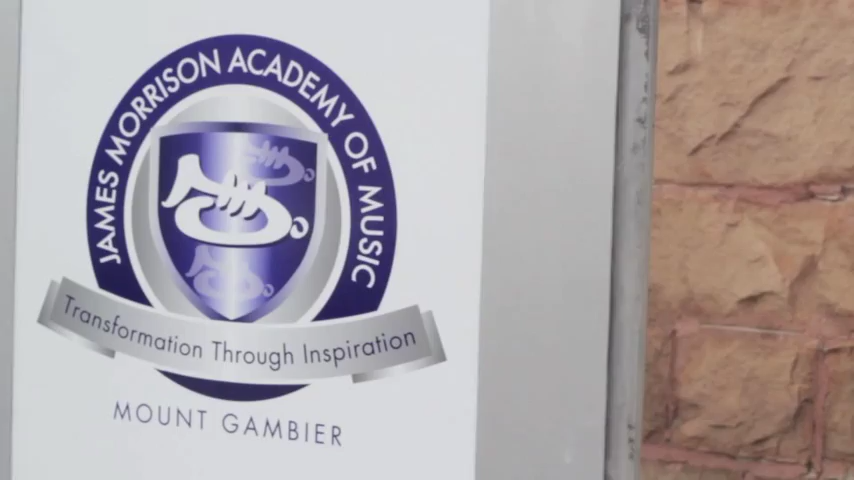 JAMES MORRISON ACADEMY OF MUSIC
Transformation Through Inspiration
MOUNT GAMBIER